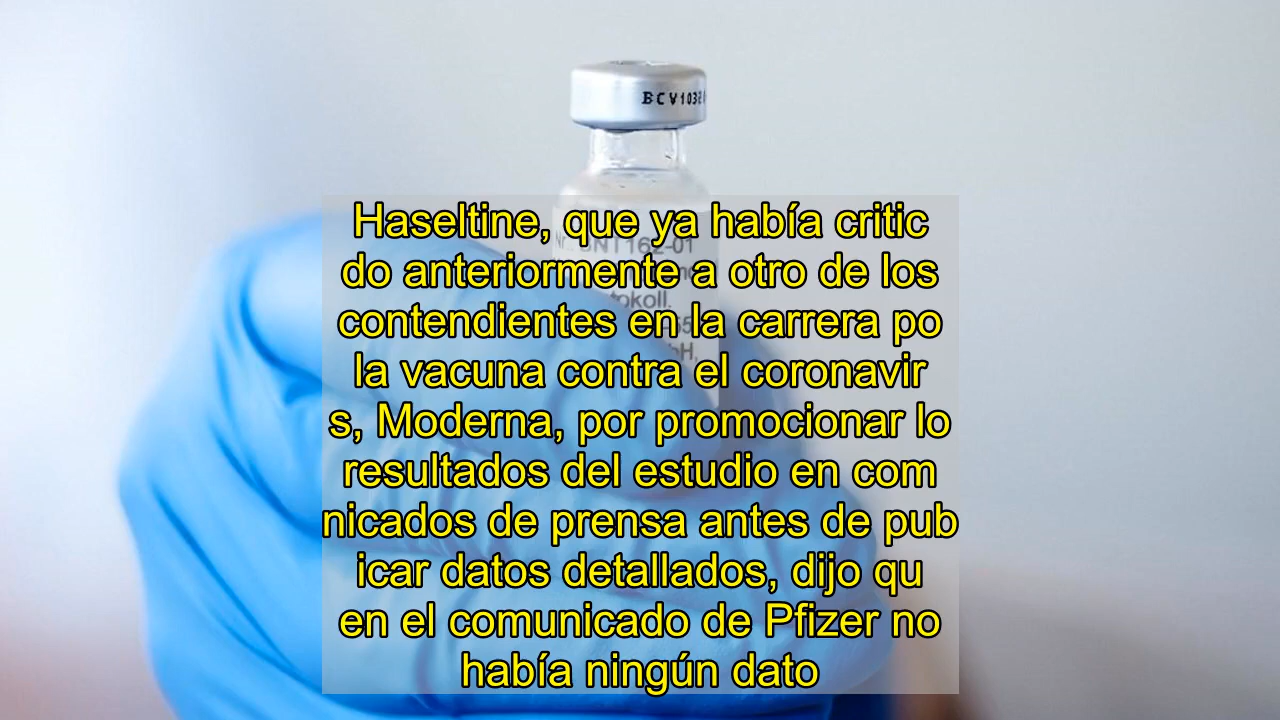 BCV103
Haseltine, que ya había critic
do anteriormente a otro de los
contendientes en la carrera po
la vacuna contra el coronavir
s, Moderna, por promocionar lo
resultados del estudio en com
nicados de prensa antes de pub
icar datos detallados, dijo qu
en el comunicado de Pfizer no
había ningún dato